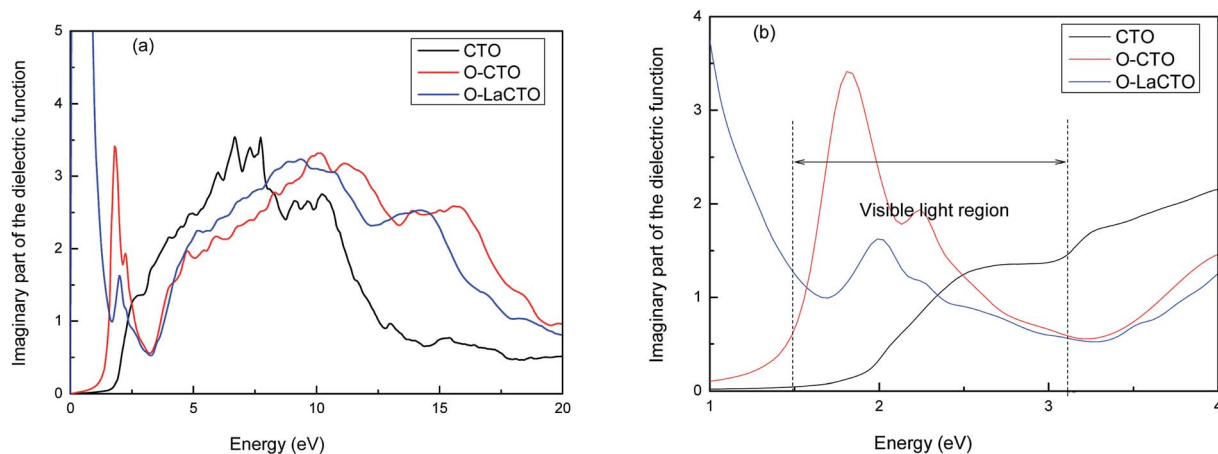 (a)
CTO
O-CTO
O-LaCTO
5
4
3
2
1
0
0
5
10
15
20
Imaginary part of the dielectric function
Energy (eV)
(b)
CTO
O-CTO
O-LaCTO
Visible light region
4
3
2
1
0
1
2
3
4
Imaginary part of the dielectric function
Energy (eV)